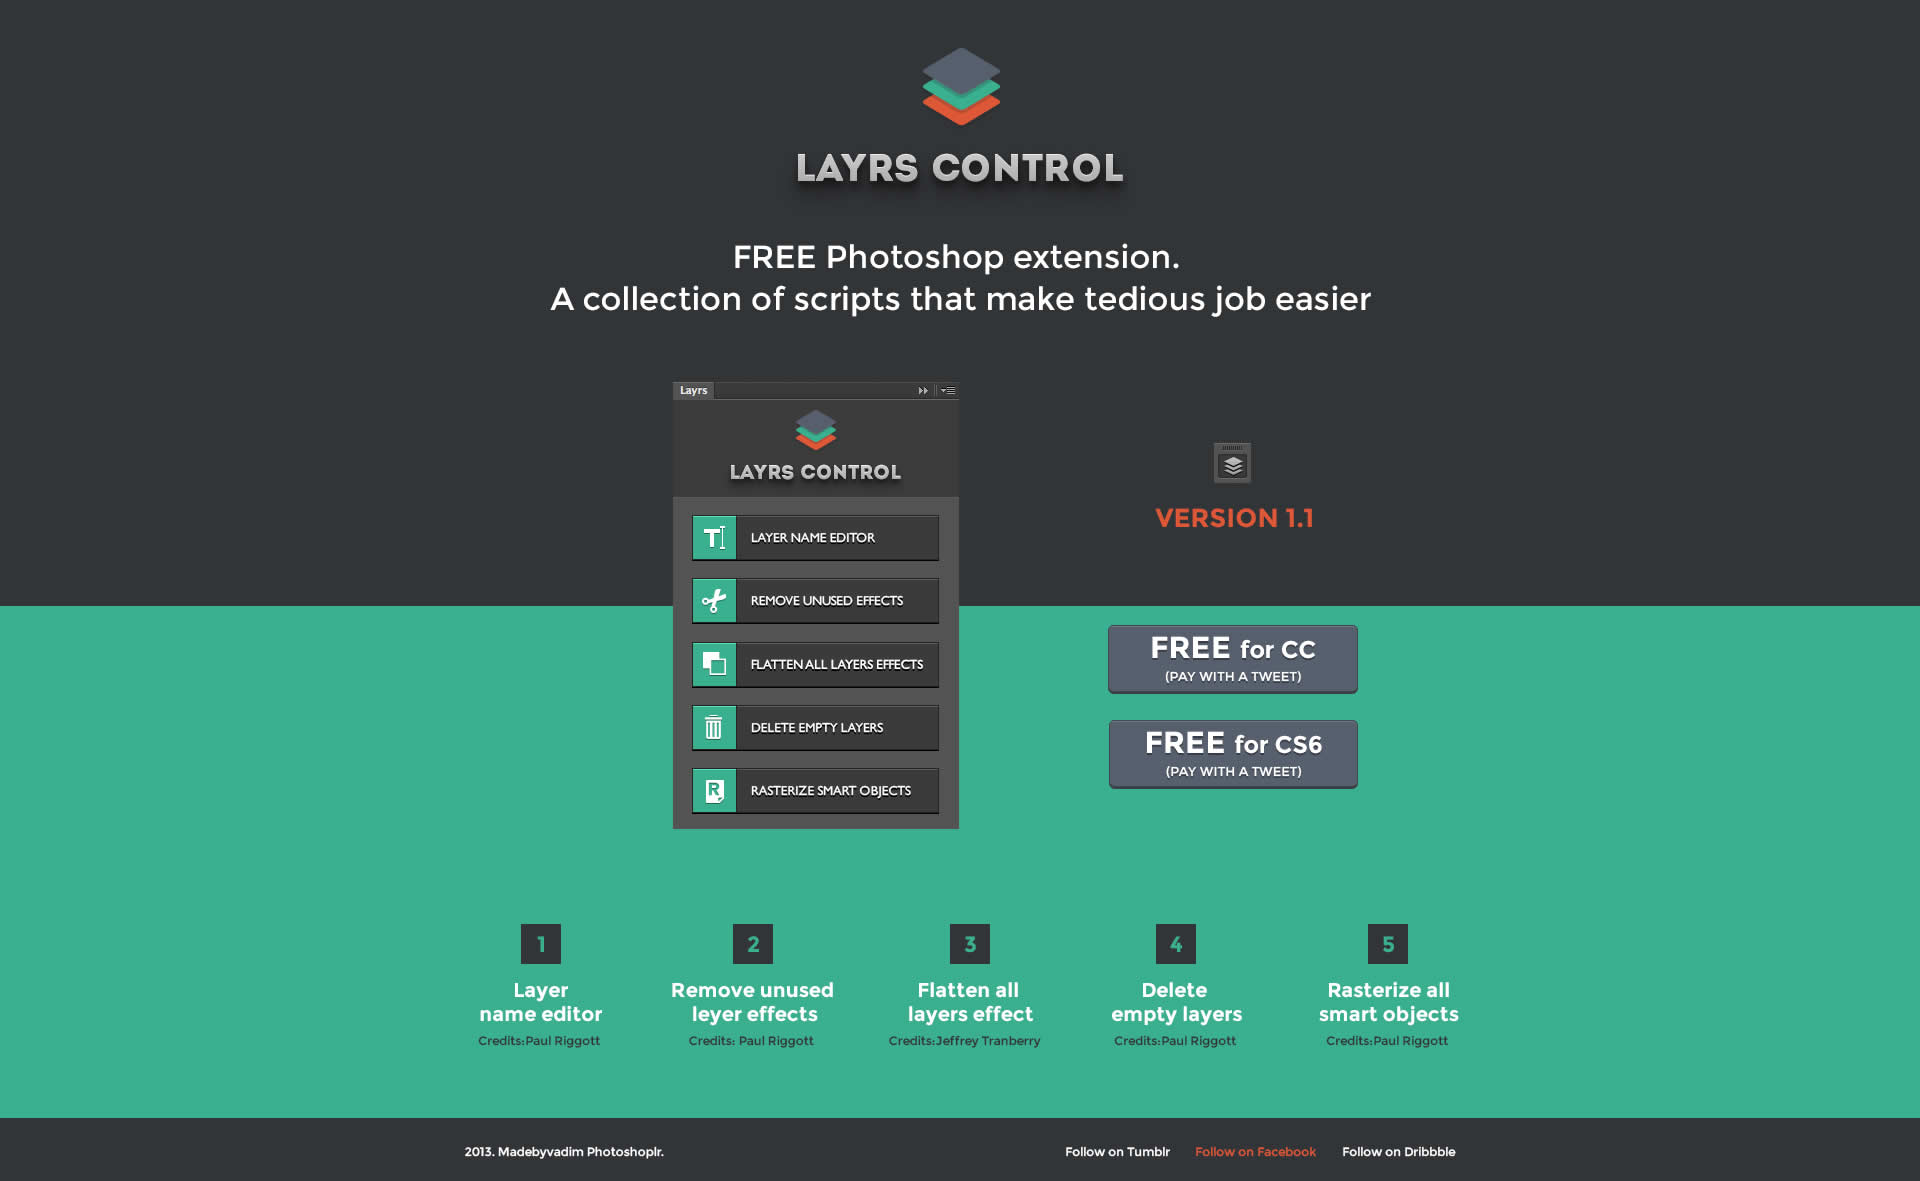 LAYRS CONTROL
FREE Photoshop extension.
A collection of scripts that make tedious job easier
Layrs
LAYRS CONTROL
LAYER NAME EDITOR
REMOVE UNUSED EFFECTS
FLATTEN ALL LAYERS EFFECTS
DELETE EMPTY LAYERS
R
RASTERIZE SMART OBJECTS
VERSION 1.1
FREE for CC
(PAY WITH A TWEET)
FREE for CS6
(PAY WITH A TWEET)
1
Layer
name editor
Credits:Paul Riggott
2
Remove unused
leyer effects
Credits: Paul Riggott
3
Flatten all
layers effect
Credits:Jeffrey Tranberry
4
Delete
empty layers
Credits:Paul Riggott
5
Rasterize all
smart objects
Credits:Paul Riggott
2013. Madebyvadim Photoshoplr.
Follow on Tumblr
Follow on Facebook
Follow on Dribbble